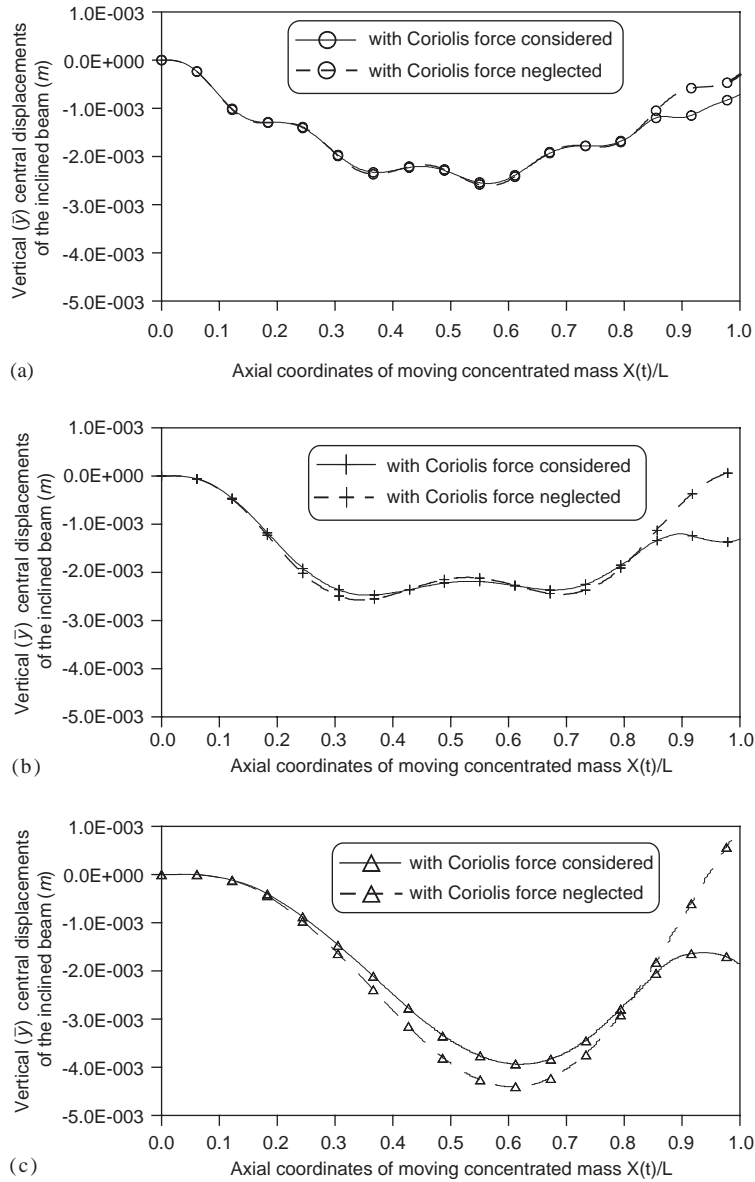 1.0E-003
0.0E+000
-1.0E-003
-2.0E-003
-3.0E-003
-4.0E-003
-5.0E-003
Vertical (ȳ) central displacements
of the inclined beam (m)
with Coriolis force considered
with Coriolis force neglected
0.0 0.1 0.2 0.3 0.4 0.5 0.6 0.7 0.8 0.9 1.0
(a)
Axial coordinates of moving concentrated mass X(t)/L
1.0E-003
0.0E+000
-1.0E-003
-2.0E-003
-3.0E-003
-4.0E-003
-5.0E-003
Vertical (ȳ) central displacements
of the inclined beam (m)
with Coriolis force considered
with Coriolis force neglected
0.0 0.1 0.2 0.3 0.4 0.5 0.6 0.7 0.8 0.9 1.0
(b)
Axial coordinates of moving concentrated mass X(t)/L
1.0E-003
0.0E+000
-1.0E-003
-2.0E-003
-3.0E-003
-4.0E-003
-5.0E-003
Vertical (ȳ) central displacements
of the inclined beam (m)
with Coriolis force considered
with Coriolis force neglected
0.0 0.1 0.2 0.3 0.4 0.5 0.6 0.7 0.8 0.9 1.0
(c)
Axial coordinates of moving concentrated mass X(t)/L